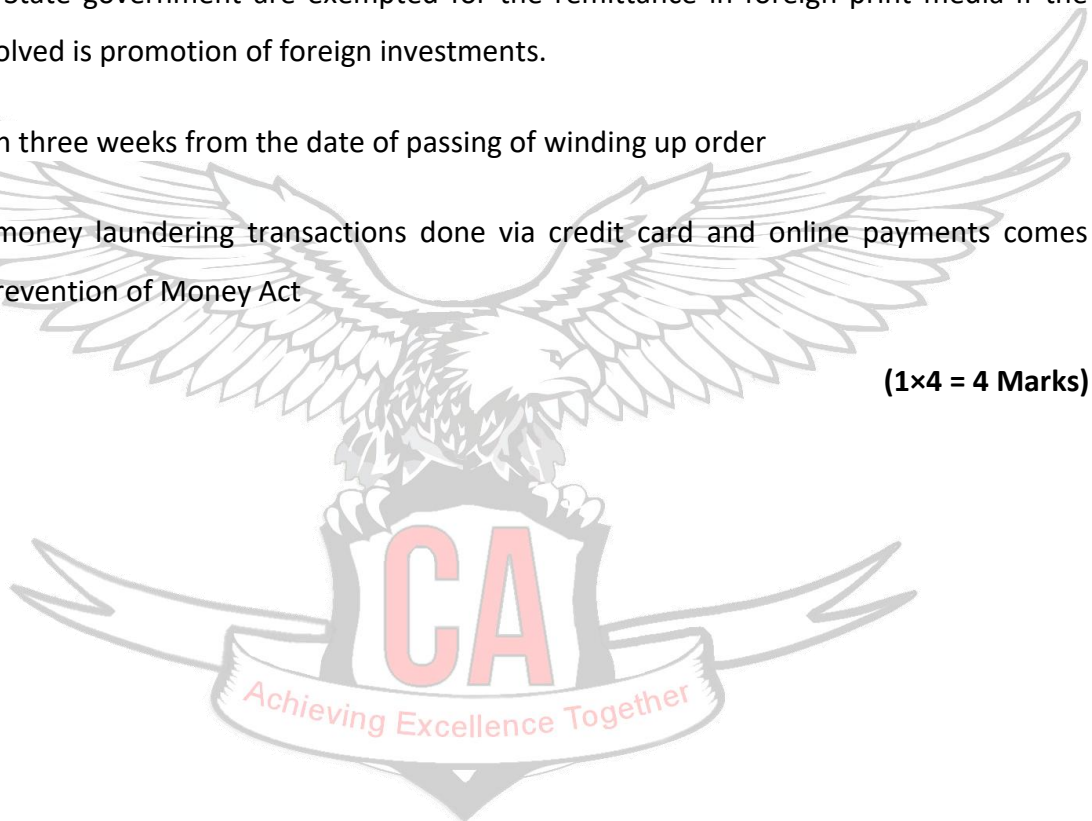 State government are exempted for the remittance in foreign print media if the
olved is promotion of foreign investments.
n three weeks from the date of passing of winding up order
money laundering transactions done via credit card and online payments comes
revention of Money Act
(1×4 = 4 Marks)
CA
Achieving Excellence Together